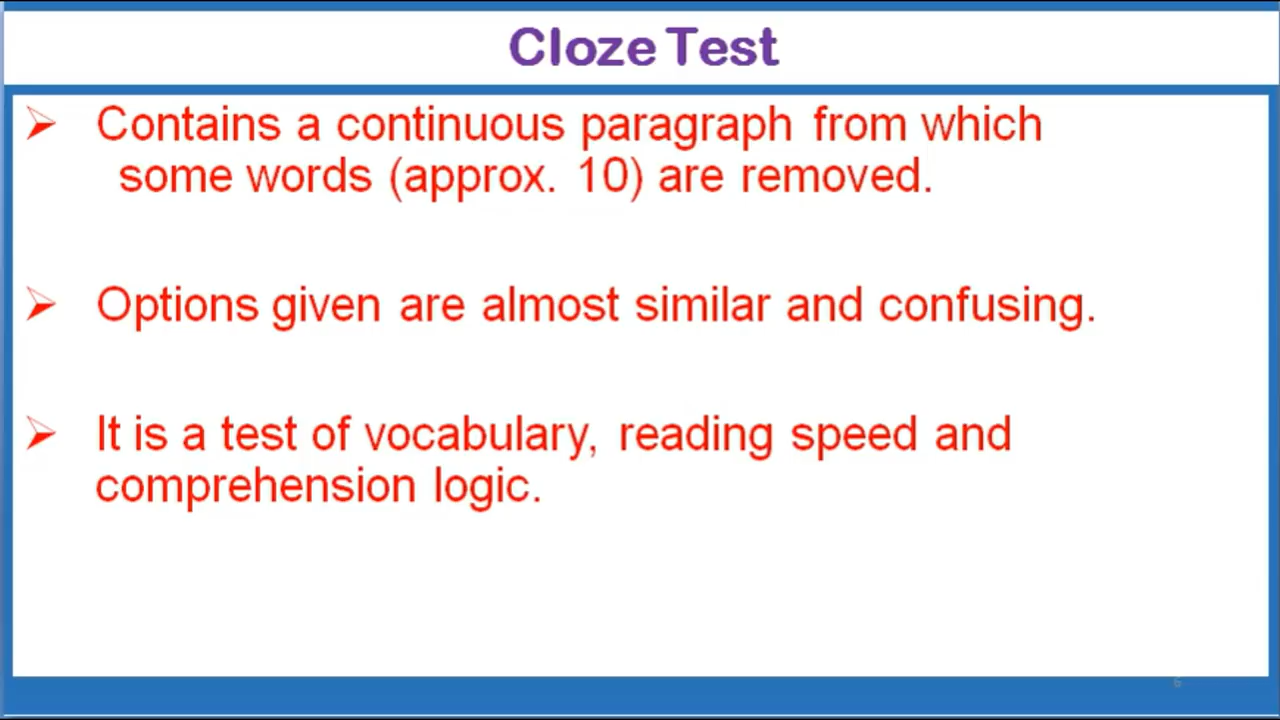 Cloze Test
➢ Contains a continuous paragraph from which
some words (approx. 10) are removed.
➢ Options given are almost similar and confusing.
➢ It is a test of vocabulary, reading speed and
comprehension logic.
6